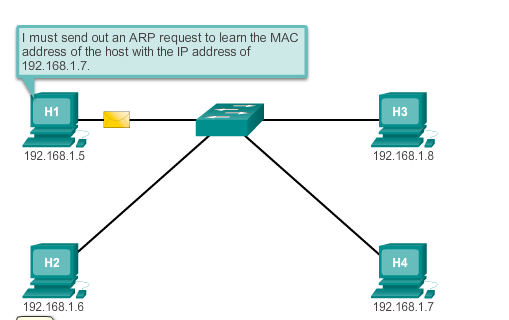 I must send out an ARP request to learn the MAC
address of the host with the IP address of
192.168.1.7.
H1
H3
192.168.1.5
192.168.1.8
H2
H4
192.168.1.6
192.168.1.7